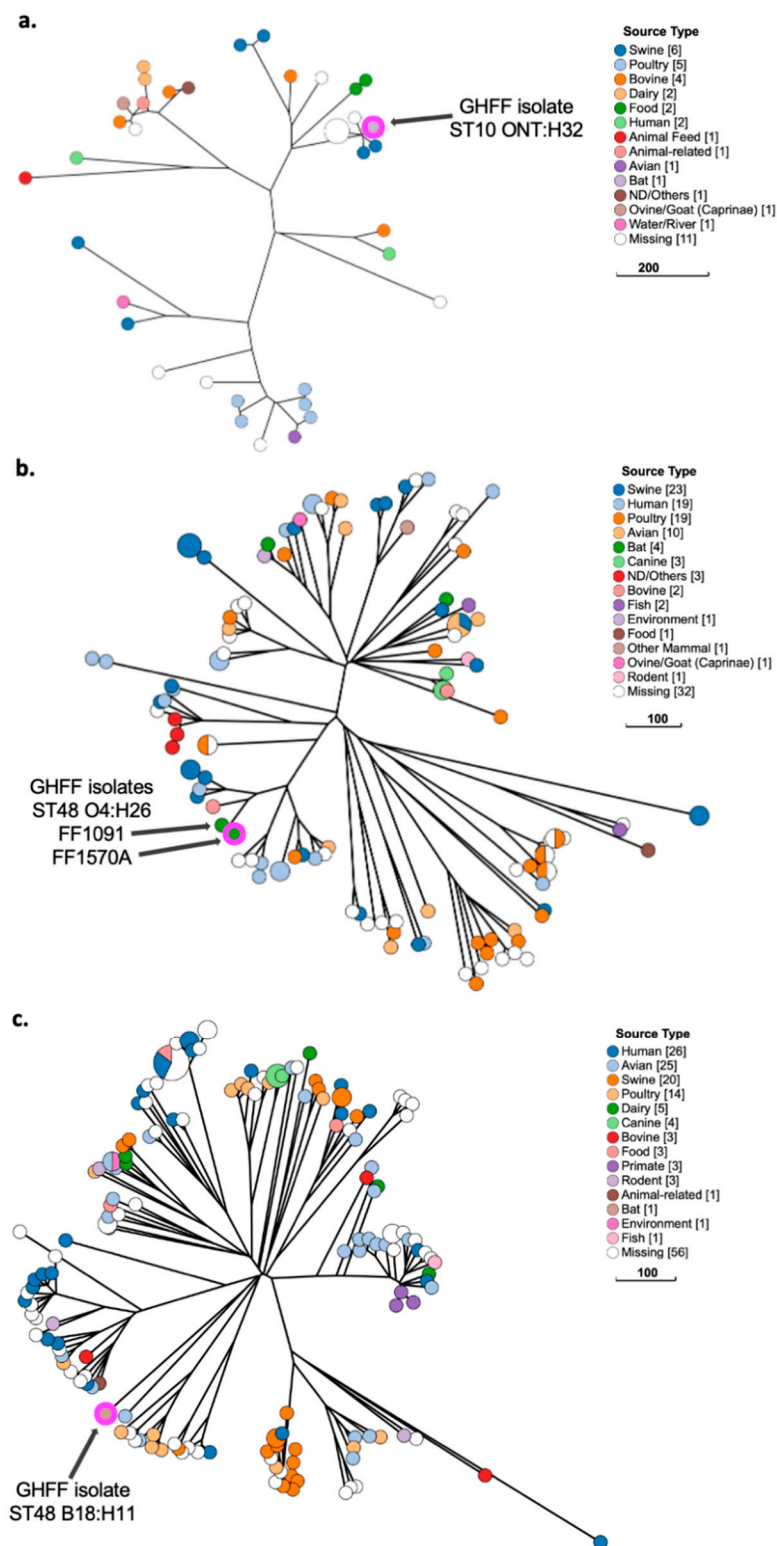 a.
Source Type
Swine [6]
Poultry [5]
Bovine [4]
Dairy [2]
Food [2]
Human [2]
Animal Feed [1]
Animal-related [1]
Avian [1]
Bat [1]
ND/Others [1]
Ovine/Goat (Caprinae) [1]
Water/River [1]
Missing [11]
200
GHFF isolate
ST10 ONT:H32
b.
Source Type
Swine [23]
Human [19]
Poultry [19]
Avian [10]
Bat [4]
Canine [3]
ND/Others [3]
Bovine [2]
Fish [2]
Environment [1]
Food [1]
Other Mammal [1]
Ovine/Goat (Caprinae) [1]
Rodent [1]
Missing [32]
100
GHFF isolates
ST48 O4:H26
FF1091
FF1570A
c.
Source Type
Human [26]
Avian [25]
Swine [20]
Poultry [14]
Dairy [5]
Canine [4]
Bovine [3]
Food [3]
Primate [3]
Rodent [3]
Animal-related [1]
Bat [1]
Environment [1]
Fish [1]
Missing [56]
100
GHFF isolate
ST48 B18:H11